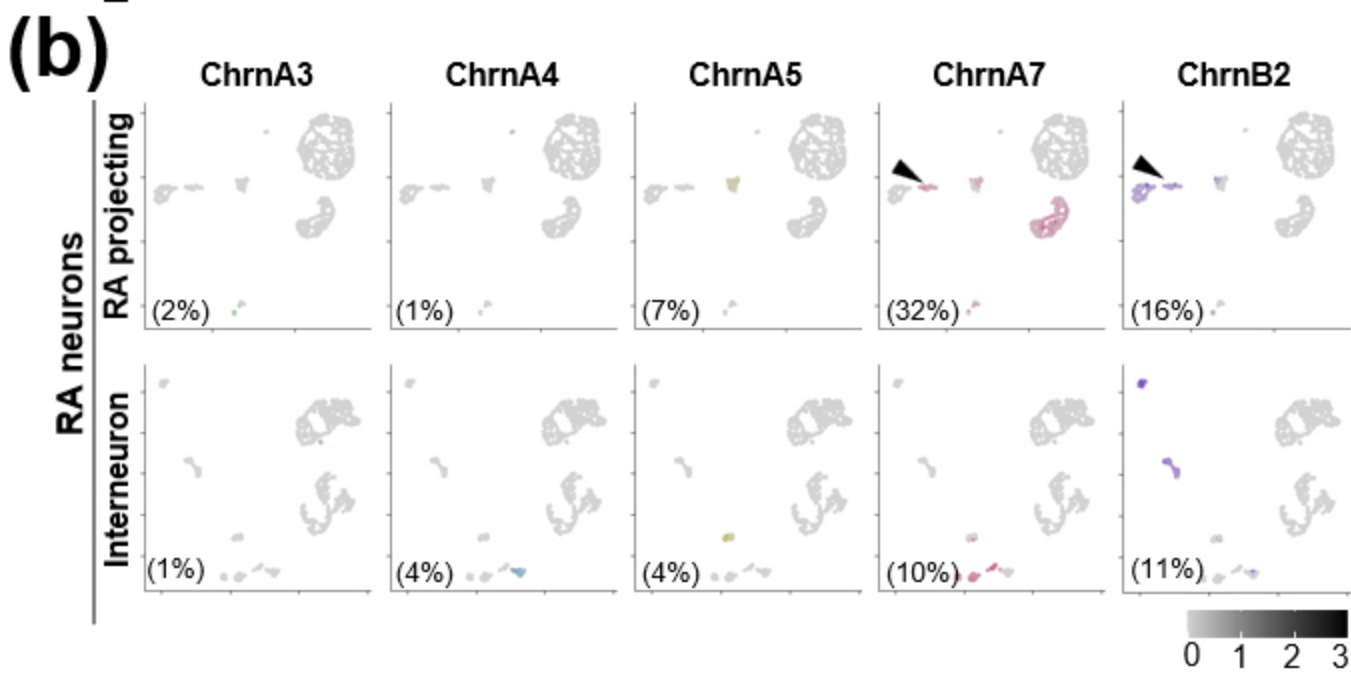 (b)
ChrnA3 ChrnA4 ChrnA5 ChrnA7 ChrnB2
RA neurons
RA projecting
(2%) (1%) (7%) (32%) (16%)
Interneuron
(1%) (4%) (4%) (10%) (11%)
0 1 2 3